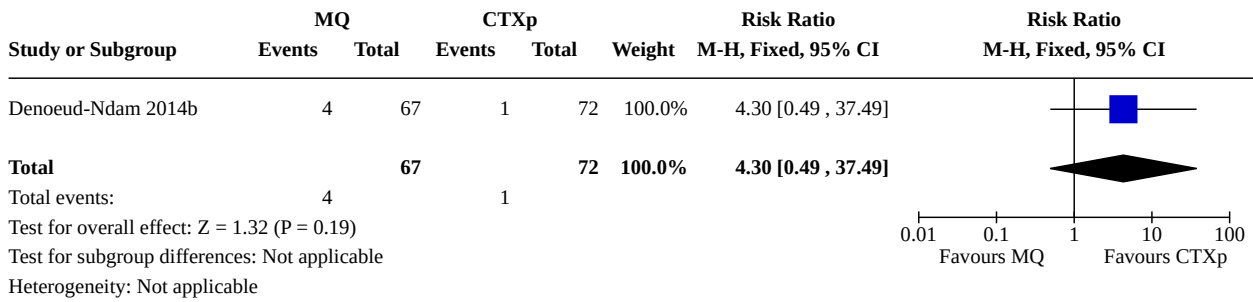 MQ CTXp Risk Ratio Risk Ratio
Study or Subgroup Events Total Events Total Weight M-H, Fixed, 95% CI M-H, Fixed, 95% CI
Denoeud-Ndam 2014b 4 67 1 72 100.0% 4.30 [0.49 , 37.49]
Total 67 72 100.0% 4.30 [0.49 , 37.49]
Total events: 4 1
Test for overall effect: Z = 1.32 (P = 0.19)
Test for subgroup differences: Not applicable
Heterogeneity: Not applicable
0.01 0.1 1 10 100
Favours MQ Favours CTXp